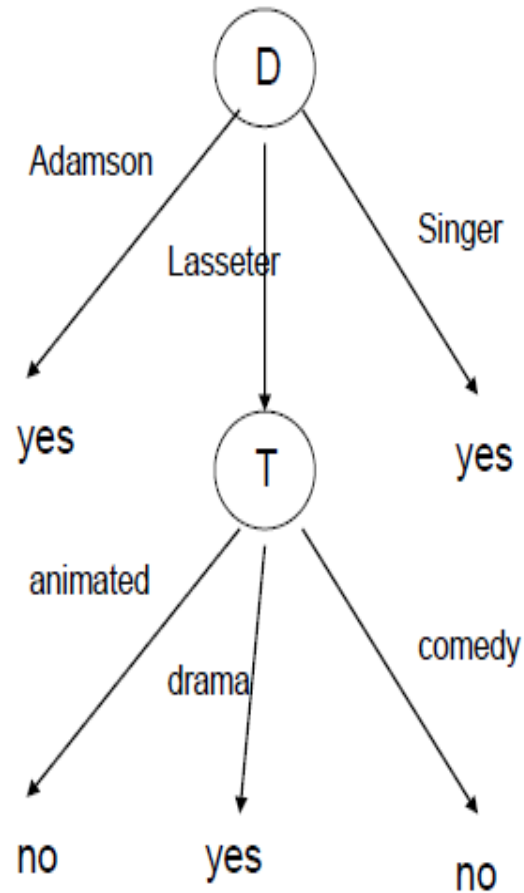 D
Adamson
Lasseter
Singer
yes
yes
T
animated
drama
comedy
no
yes
no